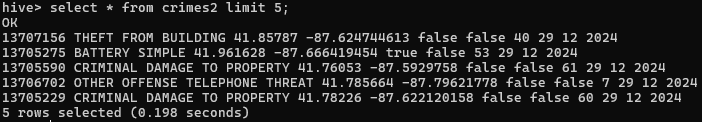 hive> select * from crimes2 limit 5;
OK
13707156 THEFT FROM BUILDING 41.85787 -87.624744613 false false 40 29 12 2024
13705275 BATTERY SIMPLE 41.961628 -87.666419454 true false 53 29 12 2024
13705590 CRIMINAL DAMAGE TO PROPERTY 41.76053 -87.5929758 false false 61 29 12 2024
13706702 OTHER OFFENSE TELEPHONE THREAT 41.785664 -87.79621778 false false 7 29 12 2024
13705229 CRIMINAL DAMAGE TO PROPERTY 41.78226 -87.622120158 false false 60 29 12 2024
5 rows selected (0.198 seconds)